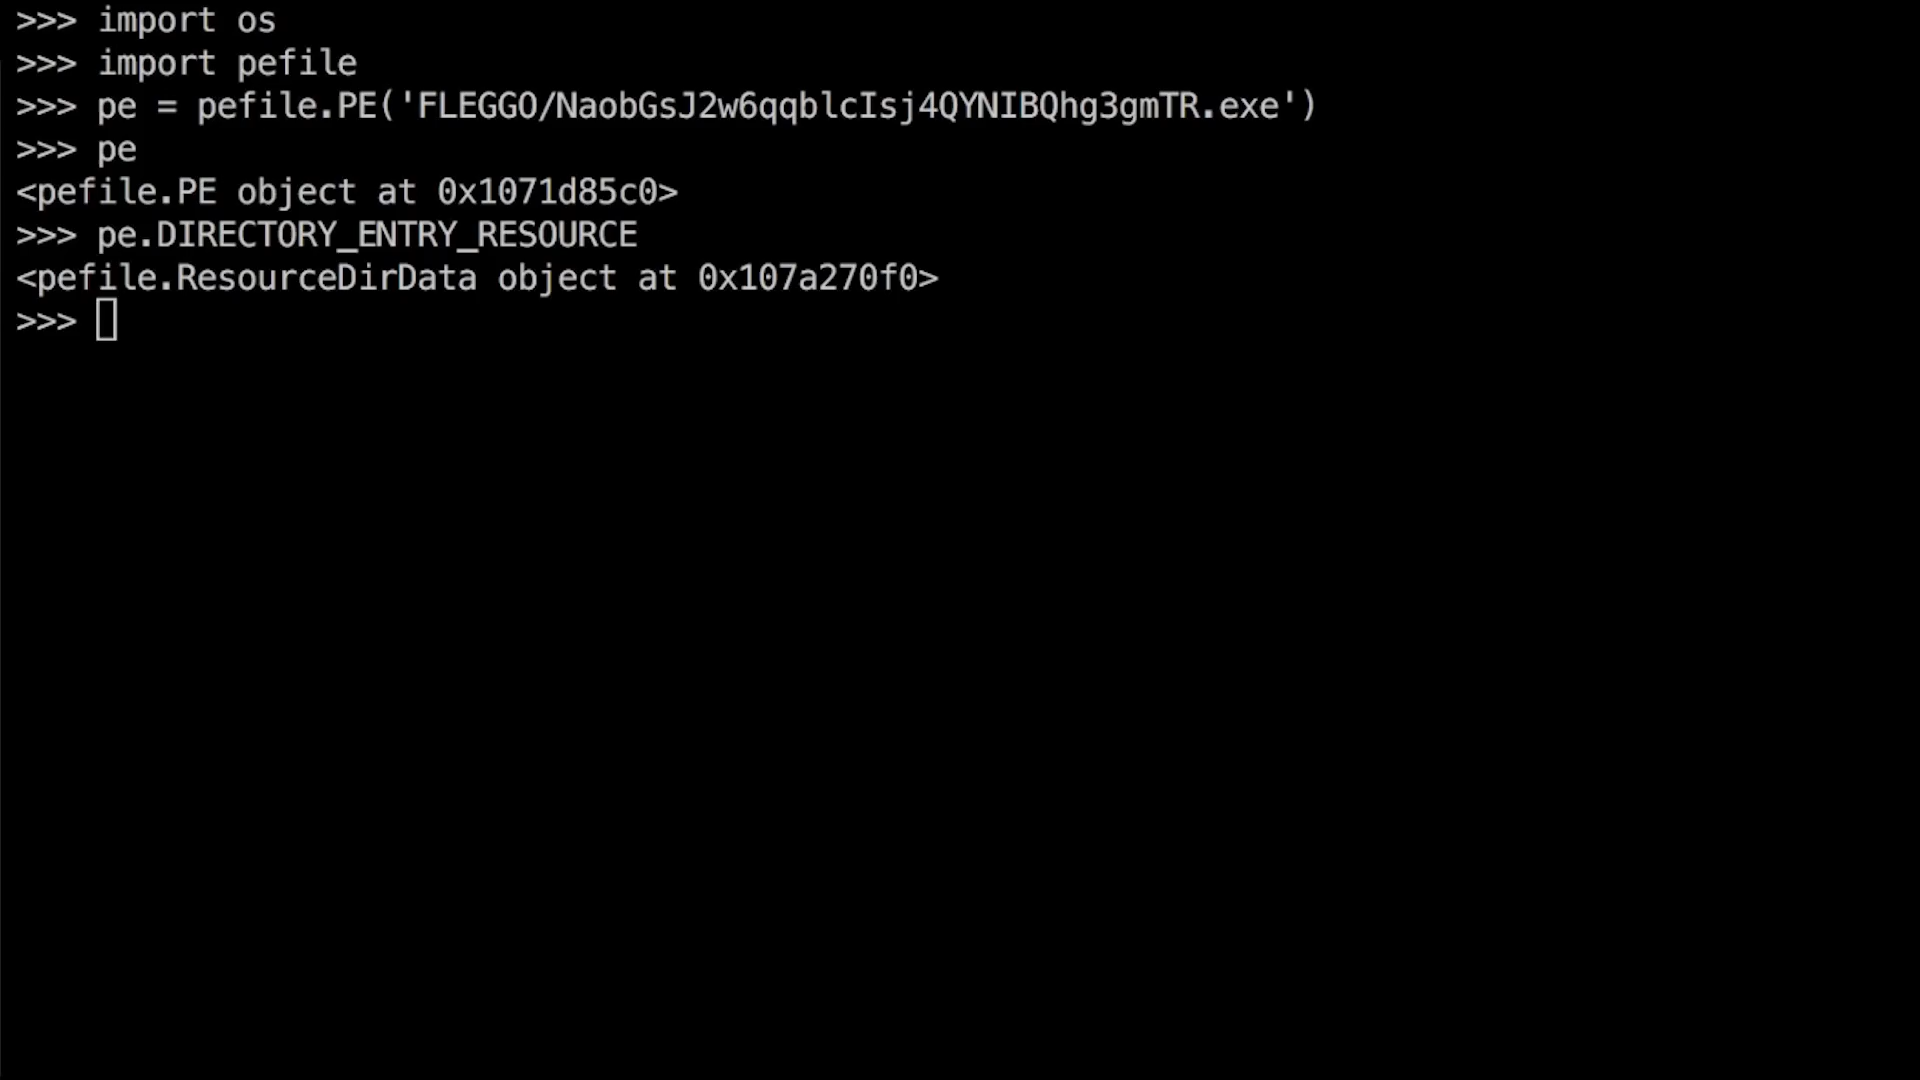 >>> import os
>>> import pefile
>>> pe = pefile.PE('FLEGGO/NaobGsJ2w6qqblcIsj4QYNIBQhg3gmTR.exe')
>>> pe
<pefile.PE object at 0x1071d85c0>
>>> pe.DIRECTORY_ENTRY_RESOURCE
<pefile.ResourceDirData object at 0x107a270f0>
>>>